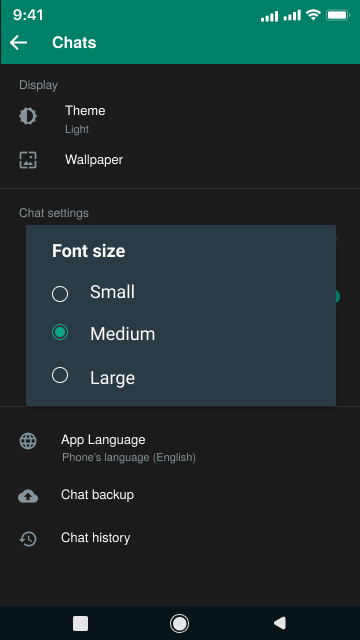 9:41
Chats
Display
Theme
Light
Wallpaper
Chat settings
Font size
Small
Medium
Large
App Language
Phone's language (English)
Chat backup
Chat history